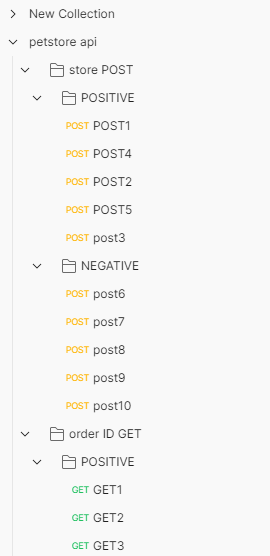 New Collection
petstore api
store POST
POSITIVE
POST POST1
POST POST4
POST POST2
POST POST5
POST post3
NEGATIVE
POST post6
POST post7
POST post8
POST post9
POST post10
order ID GET
POSITIVE
GET GET1
GET GET2
GET GET3